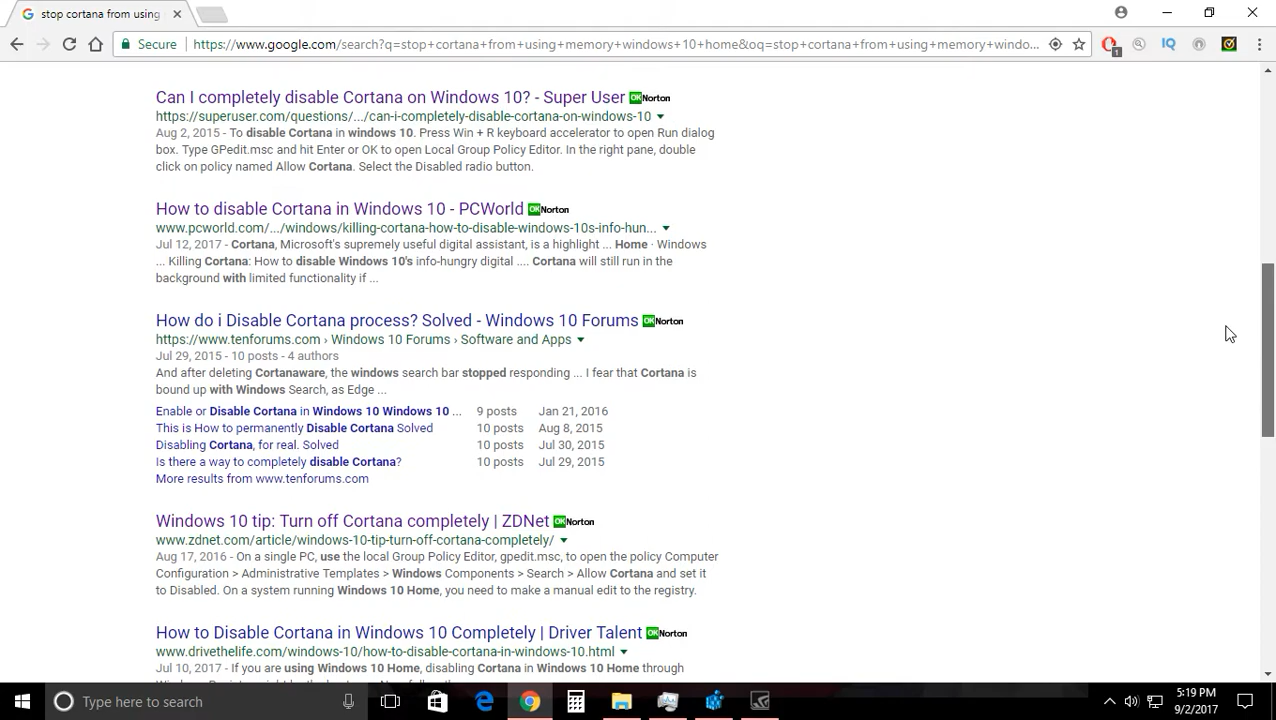 stop cortana from using
Secure https://www.google.com/search?q=stop+cortana+from+using+memory+windows+10+home&oq=stop+cortana+from+using+memory+windo...
1
IQ
Can I completely disable Cortana on Windows 10? - Super User OK Norton
https://superuser.com/questions/.../can-i-completely-disable-cortana-on-windows-10
Aug 2, 2015 - To disable Cortana in windows 10. Press Win + R keyboard accelerator to open Run dialog
box. Type GPedit.msc and hit Enter or OK to open Local Group Policy Editor. In the right pane, double
click on policy named Allow Cortana. Select the Disabled radio button.
How to disable Cortana in Windows 10 - PCWorld OK Norton
www.pcworld.com/.../windows/killing-cortana-how-to-disable-windows-10s-info-hun...
Jul 12, 2017 - Cortana, Microsoft's supremely useful digital assistant, is a highlight ... Home · Windows
... Killing Cortana: How to disable Windows 10's info-hungry digital .... Cortana will still run in the
background with limited functionality if ...
How do i Disable Cortana process? Solved - Windows 10 Forums OK Norton
https://www.tenforums.com › Windows 10 Forums › Software and Apps
Jul 29, 2015 - 10 posts - 4 authors
And after deleting Cortanaware, the windows search bar stopped responding ... I fear that Cortana is
bound up with Windows Search, as Edge ...
Enable or Disable Cortana in Windows 10 Windows 10 ... 9 posts Jan 21, 2016
This is How to permanently Disable Cortana Solved 10 posts Aug 8, 2015
Disabling Cortana, for real. Solved 10 posts Jul 30, 2015
Is there a way to completely disable Cortana? 10 posts Jul 29, 2015
More results from www.tenforums.com
Windows 10 tip: Turn off Cortana completely | ZDNet OK Norton
www.zdnet.com/article/windows-10-tip-turn-off-cortana-completely/
Aug 17, 2016 - On a single PC, use the local Group Policy Editor, gpedit.msc, to open the policy Computer
Configuration > Administrative Templates > Windows Components > Search > Allow Cortana and set it
to Disabled. On a system running Windows 10 Home, you need to make a manual edit to the registry.
How to Disable Cortana in Windows 10 Completely | Driver Talent OK Norton
www.drivethelife.com/windows-10/how-to-disable-cortana-in-windows-10.html
Jul 10, 2017 - If you are using Windows 10 Home, disabling Cortana in Windows 10 Home through
Type here to search
5:19 PM
9/2/2017